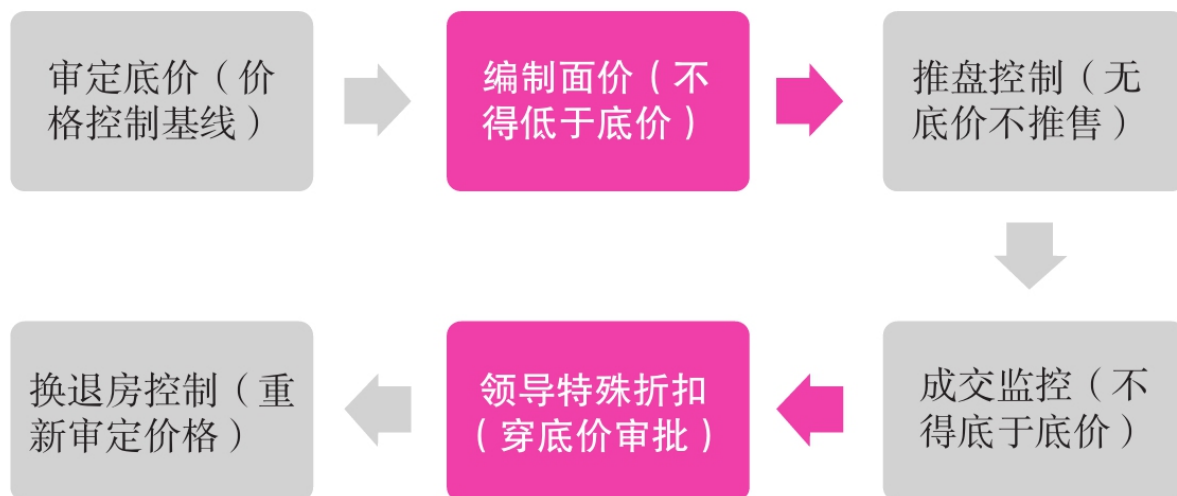 审定底价（价
格控制基线）
编制面价（不
得低于底价）
推盘控制（无
底价不推售）
成交监控（不
得底于底价）
领导特殊折扣
（穿底价审批）
换退房控制（重
新审定价格）